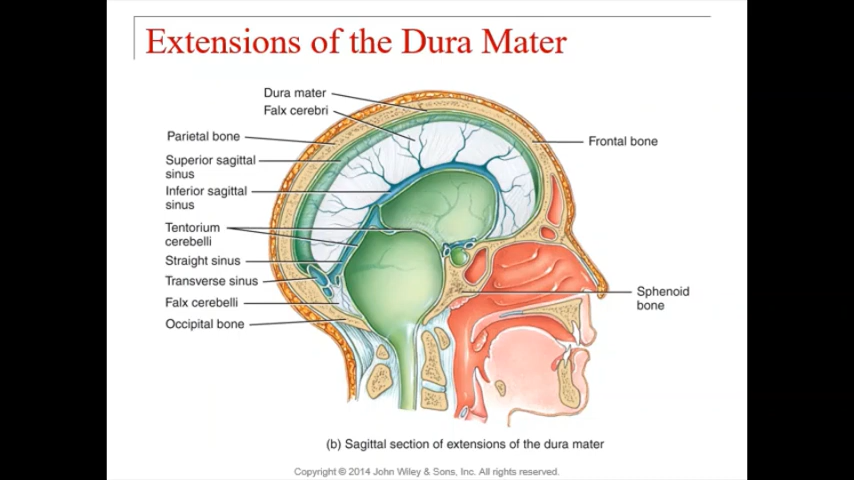 Extensions of the Dura Mater
Dura mater
Falx cerebri
Parietal bone
Frontal bone
Superior sagittal
sinus
Inferior sagittal
sinus
Tentorium
cerebelli
Straight sinus
Transverse sinus
Falx cerebelli
Occipital bone
Sphenoid
bone
(b) Sagittal section of extensions of the dura mater
Copyright © 2014 John Wiley & Sons, Inc. All rights reserved.